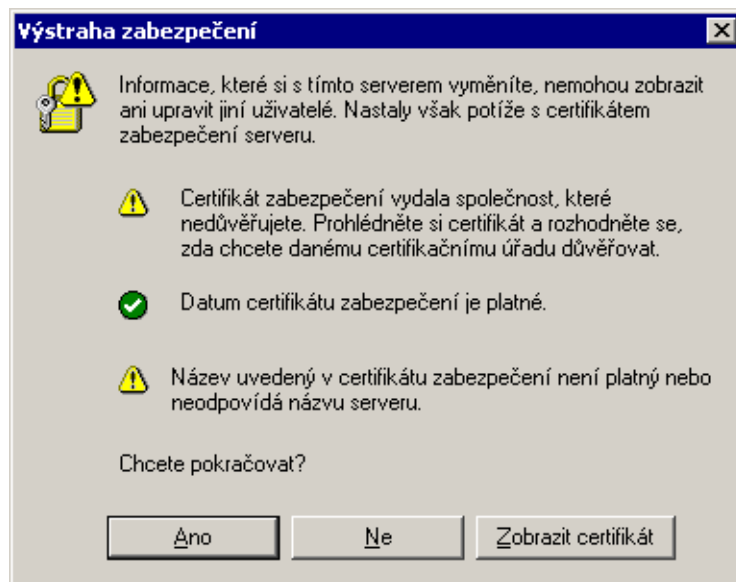 Výstraha zabezpečení
Informace, které si s tímto serverem vyměníte, nemohou zobrazit
ani upravit jiní uživatelé. Nastaly však potíže s certifikátem
zabezpečení serveru.
Certifikát zabezpečení vydala společnost, které
nedůvěřujete. Prohlédněte si certifikát a rozhodněte se,
zda chcete danému certifikačnímu úřadu důvěřovat.
Datum certifikátu zabezpečení je platné.
Název uvedený v certifikátu zabezpečení není platný nebo
neodpovídá názvu serveru.
Chcete pokračovat?
Ano Ne Zobrazit certifikát